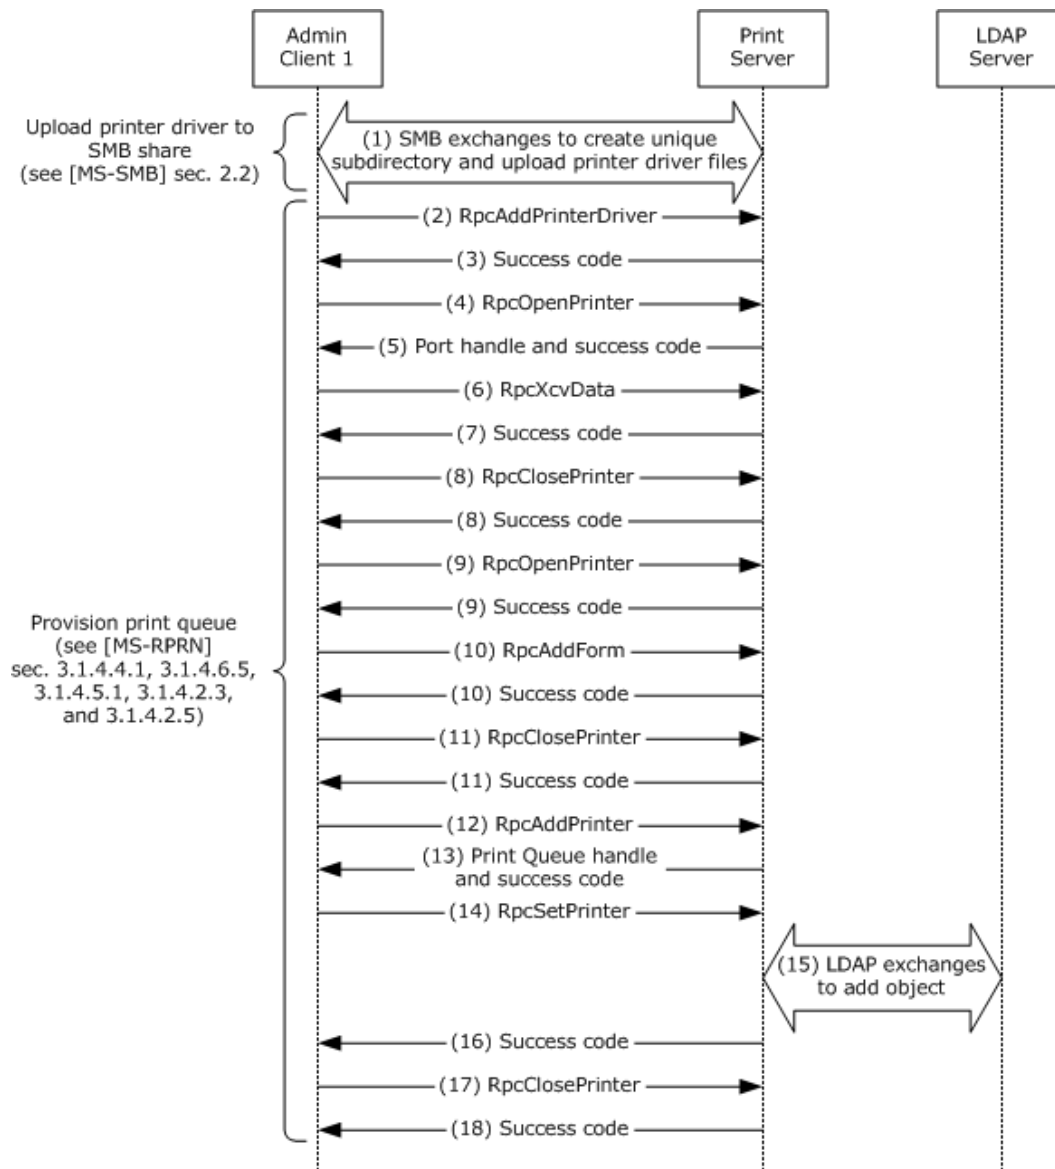 Admin
Client 1
Print
Server
LDAP
Server
Upload printer driver to
SMB share
(see [MS-SMB] sec. 2.2)
(1) SMB exchanges to create unique
subdirectory and upload printer driver files
(2) RpcAddPrinterDriver
(3) Success code
(4) RpcOpenPrinter
(5) Port handle and success code
(6) RpcXcvData
(7) Success code
(8) RpcClosePrinter
(8) Success code
(9) RpcOpenPrinter
(9) Success code
Provision print queue
(see [MS-RPRN]
sec. 3.1.4.4.1, 3.1.4.6.5,
3.1.4.5.1, 3.1.4.2.3,
and 3.1.4.2.5)
(10) RpcAddForm
(10) Success code
(11) RpcClosePrinter
(11) Success code
(12) RpcAddPrinter
(13) Print Queue handle
and success code
(14) RpcSetPrinter
(15) LDAP exchanges
to add object
(16) Success code
(17) RpcClosePrinter
(18) Success code